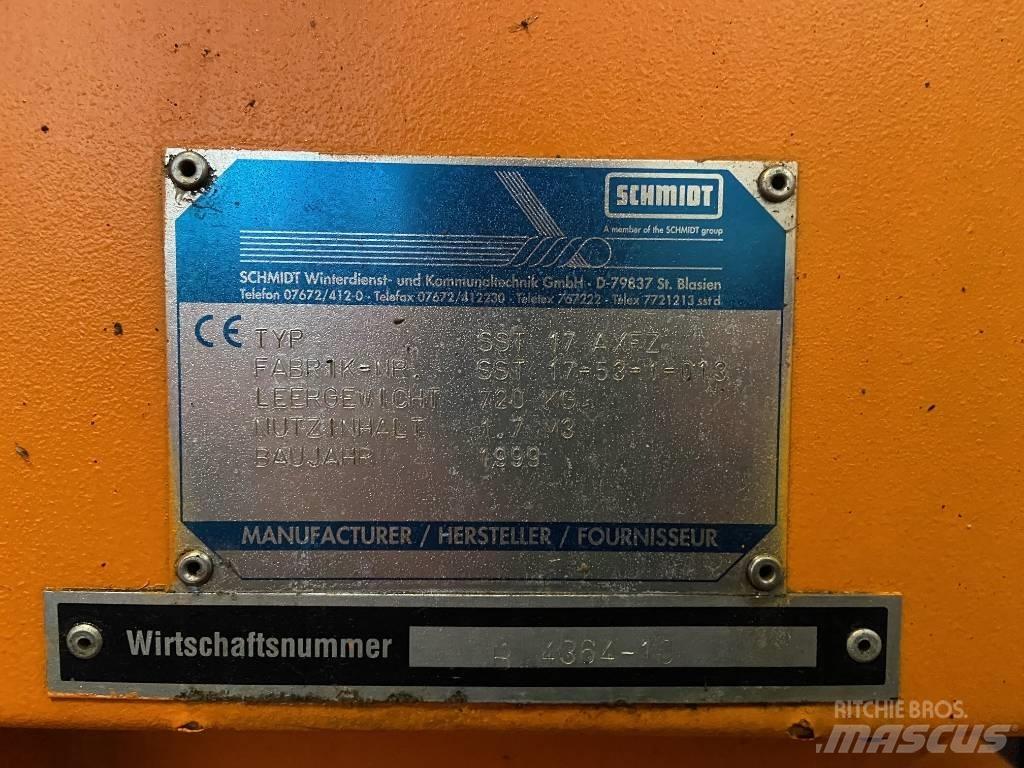 SCHMIDT
A member of the SCHMIDT group
SCHMIDT Winterdienst- und Kommunaltechnik GmbH · D-79837 St. Blasien
Telefon 07672/412-0 · Telefax 07672/412230 · Teletex 767222 - Telex 7721213 sst d
CE TYP SST 17 AXFZ
FABRIK-NR. SST 17-53-1-013
LEERGEWICHT 720 KG
NUTZINHALT 1.7 M3
BAUJAHR 1999
MANUFACTURER / HERSTELLER / FOURNISSEUR
Wirtschaftsnummer
RITCHIE BROS.
MASCUS